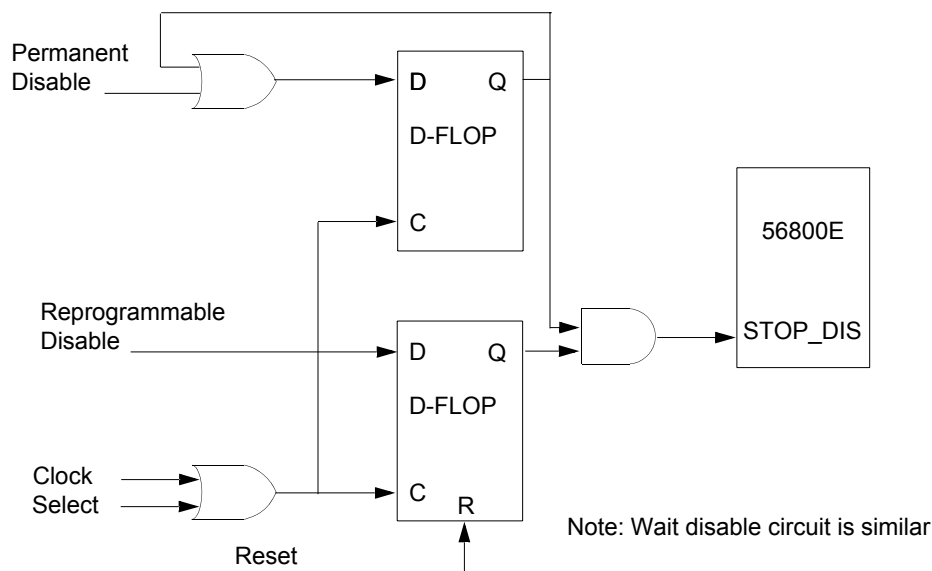 Permanent
Disable
D Q
D-FLOP
C
56800E
STOP_DIS
Reprogrammable
Disable
D Q
D-FLOP
C
R
Clock
Select
Reset
Note: Wait disable circuit is similar